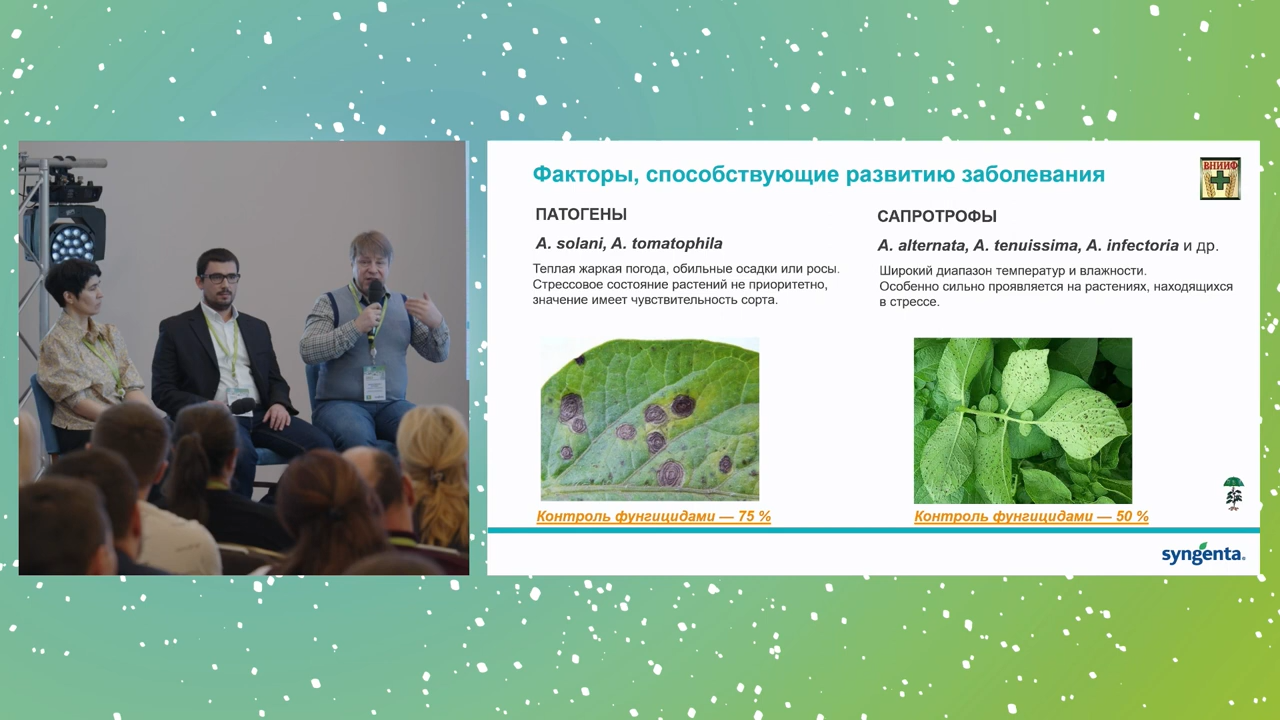 Факторы, способствующие развитию заболевания
ВНИИФ
ПАТОГЕНЫ
A. solani, A. tomatophila
Теплая жаркая погода, обильные осадки или росы.
Стрессовое состояние растений не приоритетно,
значение имеет чувствительность сорта.
Контроль фунгицидами — 75 %
САПРОТРОФЫ
A. alternata, A. tenuissima, A. infectoria и др.
Широкий диапазон температур и влажности.
Особенно сильно проявляется на растениях, находящихся
в стрессе.
Контроль фунгицидами — 50 %
syngenta.